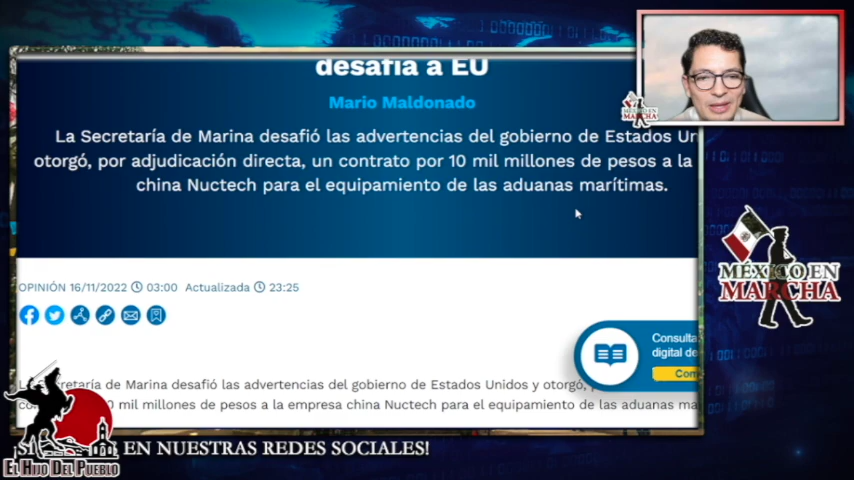 desafía a EU
Mario Maldonado
La Secretaría de Marina desafió las advertencias del gobierno de Estados
otorgó, por adjudicación directa, un contrato por 10 mil millones de pesos a la
china Nuctech para el equipamiento de las aduanas marítimas.
OPINIÓN 16/11/2022 03:00 Actualizada 23:25
Consulta
digital de
de Marina desafió las advertencias del gobierno de Estados Unidos y otorgó,
mil millones de pesos a la empresa china Nuctech para el equipamiento de las aduanas
MÉXICO EN
MARCHA
MÉXICO EN
MARCHA
EN NUESTRAS REDES SOCIALES!
EL HIJO DEL PUEBLO